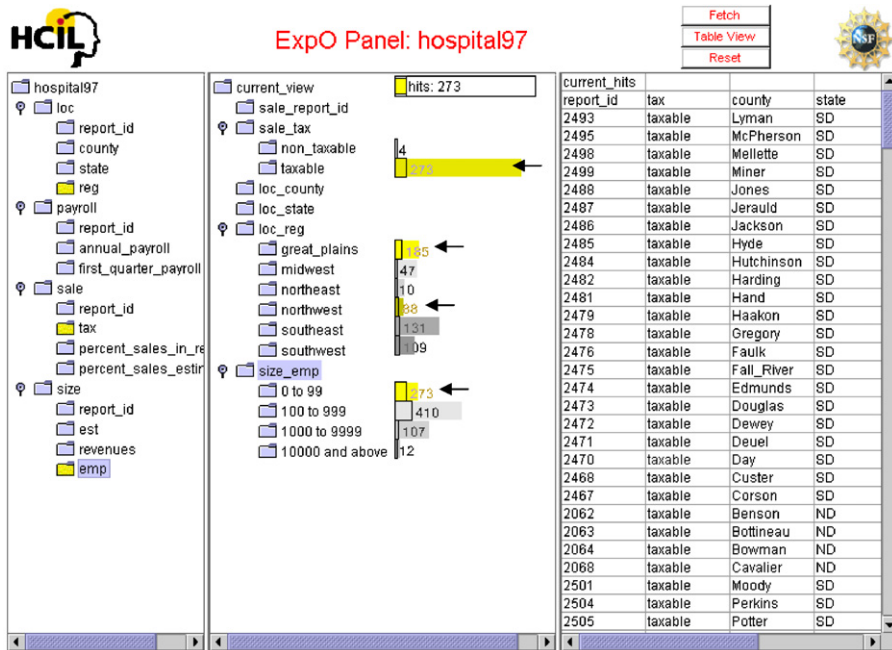 HCiL
ExpO Panel: hospital97
Fetch
Table View
Reset
NSF
hospital97
loc
report_id
county
state
reg
payroll
report_id
annual_payroll
first_quarter_payroll
sale
report_id
tax
percent_sales_in_re
percent_sales_estir
size
report_id
est
revenues
emp
current_view
hits: 273
sale_report_id
sale_tax
non_taxable 4
taxable 273
loc_county
loc_state
loc_reg
great_plains 185
midwest 47
northeast 10
northwest 88
southeast 131
southwest 109
size_emp
0 to 99 273
100 to 999 410
1000 to 9999 107
10000 and above 12
current_hits
report_id tax county state
2493 taxable Lyman SD
2495 taxable McPherson SD
2498 taxable Mellette SD
2499 taxable Miner SD
2488 taxable Jones SD
2487 taxable Jerauld SD
2486 taxable Jackson SD
2485 taxable Hyde SD
2484 taxable Hutchinson SD
2482 taxable Harding SD
2481 taxable Hand SD
2479 taxable Haakon SD
2478 taxable Gregory SD
2476 taxable Faulk SD
2475 taxable Fall_River SD
2474 taxable Edmunds SD
2473 taxable Douglas SD
2472 taxable Dewey SD
2471 taxable Deuel SD
2470 taxable Day SD
2468 taxable Custer SD
2467 taxable Corson SD
2062 taxable Benson ND
2063 taxable Bottineau ND
2064 taxable Bowman ND
2068 taxable Cavalier ND
2501 taxable Moody SD
2504 taxable Perkins SD
2505 taxable Potter SD